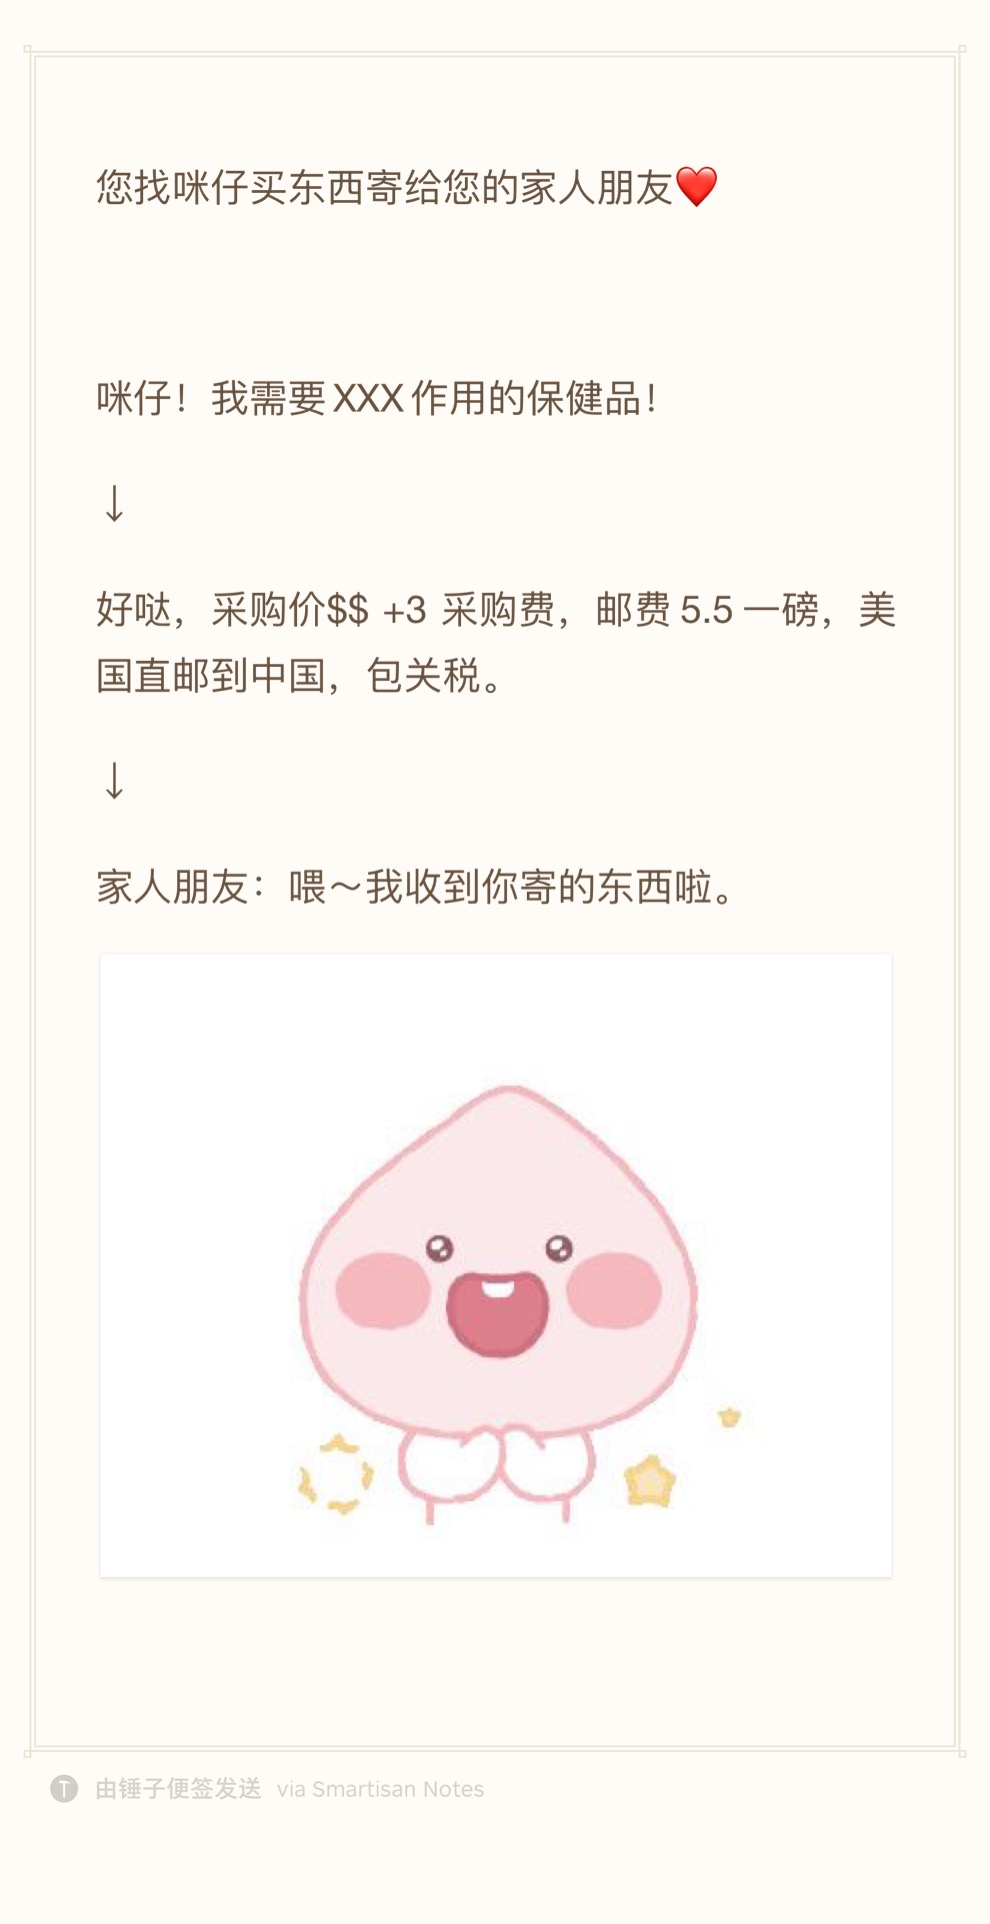 您找咪仔买东西寄给您的家人朋友❤️
咪仔！我需要XXX作用的保健品！
↓
好哒，采购价$$ +3 采购费，邮费 5.5 一磅，美
国直邮到中国，包关税。
↓
家人朋友：喂～我收到你寄的东西啦。
由锤子便签发送 via Smartisan Notes